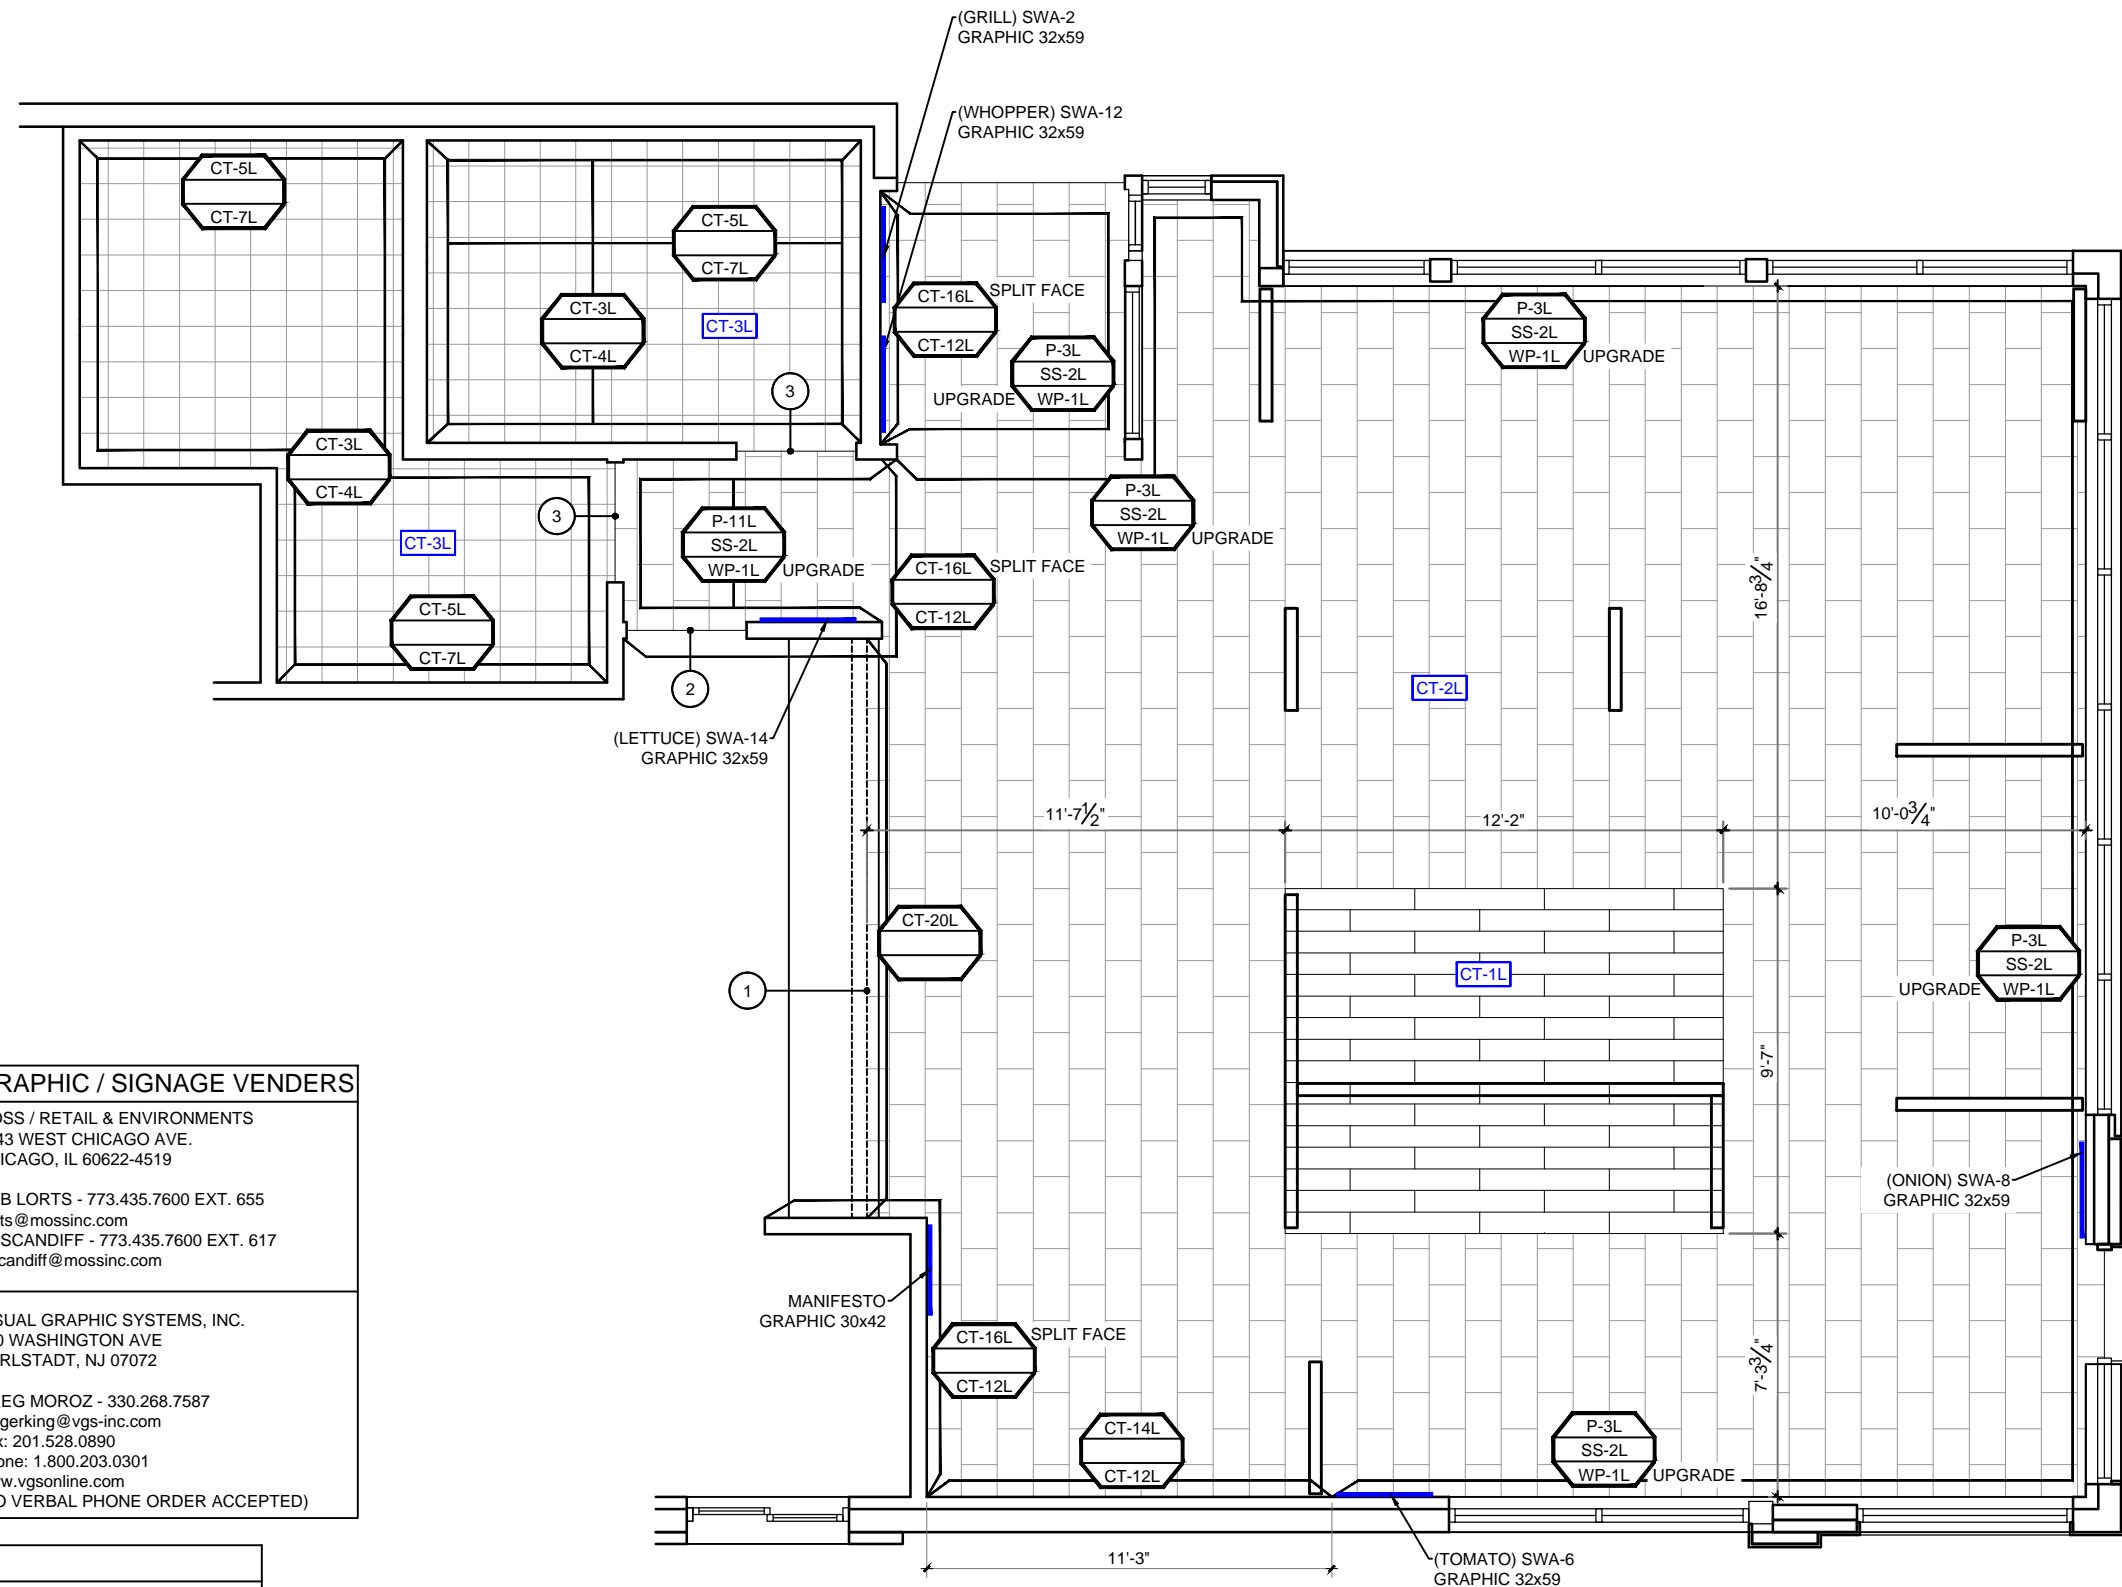 (GRILL) SWA-2
GRAPHIC 32x59
(WHOPPER) SWA-12
GRAPHIC 32x59
CT-5L
CT-7L
CT-5L
CT-7L
CT-3L
CT-4L
CT-3L
3
CT-16L
SPLIT FACE
CT-12L
P-3L
SS-2L
WP-1L
UPGRADE
P-3L
SS-2L
WP-1L
UPGRADE
CT-3L
CT-4L
CT-3L
3
P-11L
SS-2L
WP-1L
UPGRADE
P-3L
SS-2L
WP-1L
UPGRADE
CT-16L
SPLIT FACE
CT-12L
CT-5L
CT-7L
2
16'-8 3/4"
CT-2L
(LETTUCE) SWA-14
GRAPHIC 32x59
11'-7 1/2"
12'-2"
10'-0 3/4"
CT-20L
1
CT-1L
P-3L
SS-2L
WP-1L
UPGRADE
9'-7"
(ONION) SWA-8
GRAPHIC 32x59
MANIFESTO
GRAPHIC 30x42
CT-16L
SPLIT FACE
CT-12L
7'-3 3/4"
CT-14L
CT-12L
P-3L
SS-2L
WP-1L
UPGRADE
11'-3"
(TOMATO) SWA-6
GRAPHIC 32x59
RAPHIC / SIGNAGE VENDERS
OSS / RETAIL & ENVIRONMENTS
43 WEST CHICAGO AVE.
ICAGO, IL 60622-4519
B LORTS - 773.435.7600 EXT. 655
ts@mossinc.com
SCANDIFF - 773.435.7600 EXT. 617
candiff@mossinc.com
SUAL GRAPHIC SYSTEMS, INC.
0 WASHINGTON AVE
RLSTADT, NJ 07072
EG MOROZ - 330.268.7587
gerking@vgs-inc.com
x: 201.528.0890
one: 1.800.203.0301
w.vgsonline.com
O VERBAL PHONE ORDER ACCEPTED)